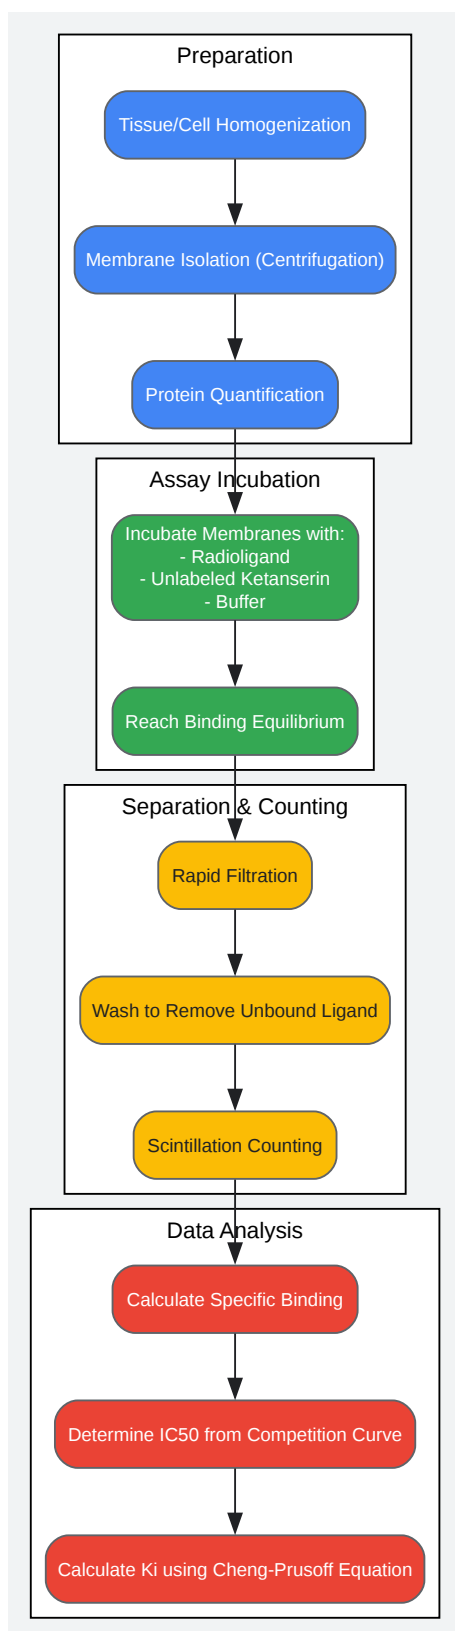 Preparation
Tissue/Cell Homogenization
Membrane Isolation (Centrifugation)
Protein Quantification
Assay Incubation
Incubate Membranes with:
- Radioligand
- Unlabeled Ketanserin
- Buffer
Reach Binding Equilibrium
Separation & Counting
Rapid Filtration
Wash to Remove Unbound Ligand
Scintillation Counting
Data Analysis
Calculate Specific Binding
Determine IC50 from Competition Curve
Calculate Ki using Cheng-Prusoff Equation